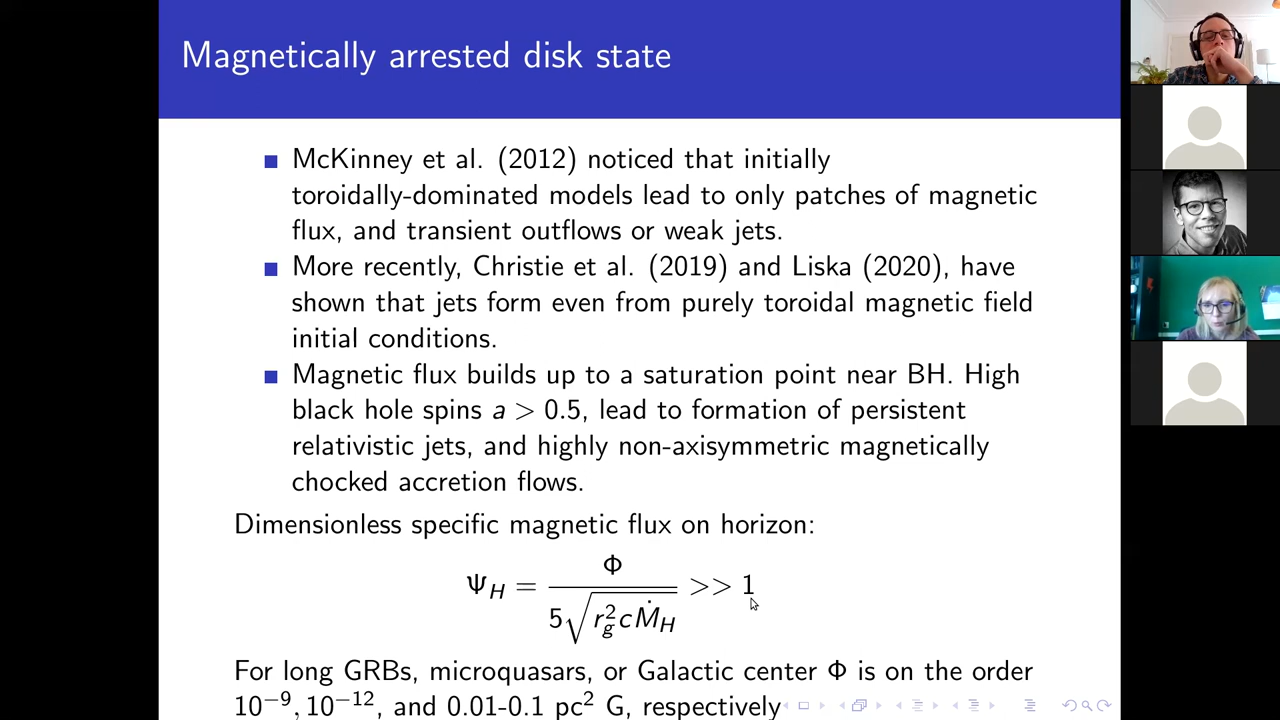 Magnetically arrested disk state
McKinney et al. (2012) noticed that initially
toroidally-dominated models lead to only patches of magnetic
flux, and transient outflows or weak jets.
More recently, Christie et al. (2019) and Liska (2020), have
shown that jets form even from purely toroidal magnetic field
initial conditions.
Magnetic flux builds up to a saturation point near BH. High
black hole spins a > 0.5, lead to formation of persistent
relativistic jets, and highly non-axisymmetric magnetically
chocked accretion flows.
Dimensionless specific magnetic flux on horizon:
Ψ_H = Φ / 5√(r_g² c Ṁ_H) >> 1
For long GRBs, microquasars, or Galactic center Φ is on the order
10⁻⁹, 10⁻¹², and 0.01-0.1 pc² G, respectively